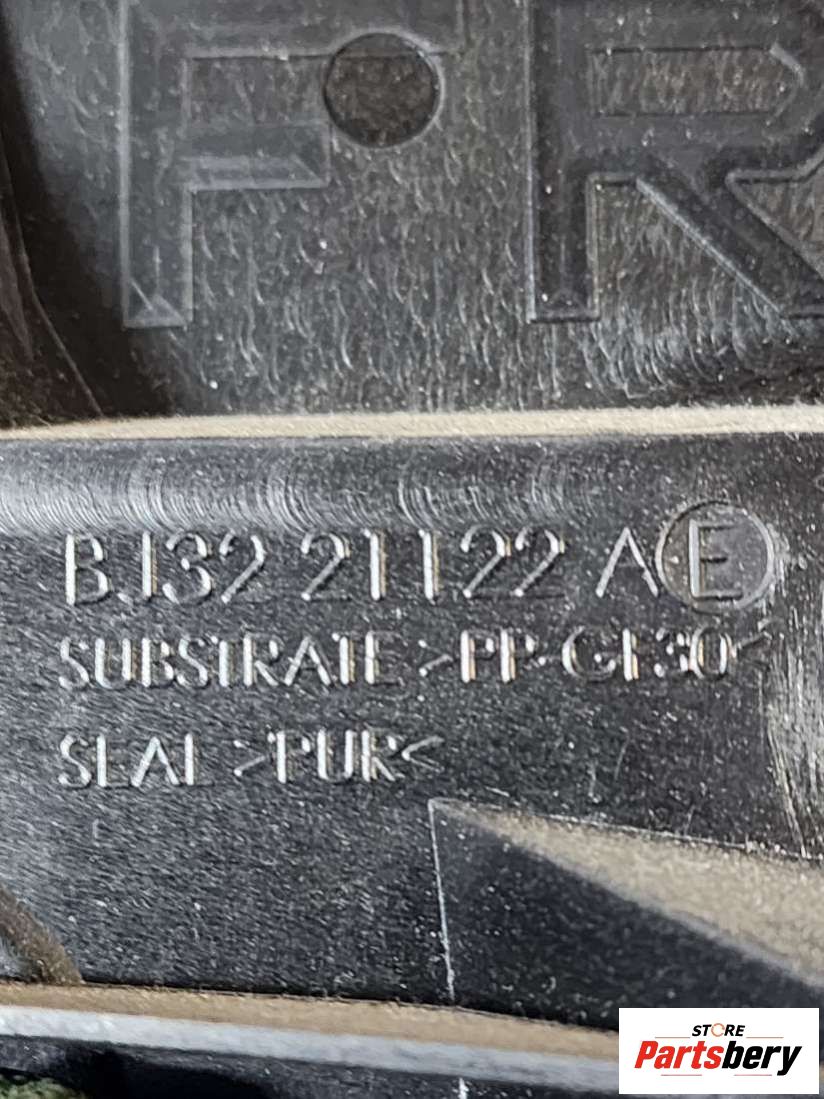 FR
BJ32 21122 A E
SUBSTRATE >PP-GF30<
SEAL >PUR<
STORE
Partsbery